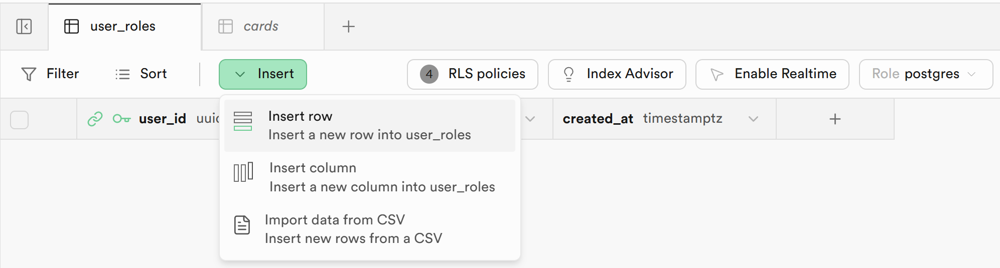 user_roles
cards
Filter
Sort
Insert
4 RLS policies
Index Advisor
Enable Realtime
Role postgres
user_id
created_at timestamptz
Insert row
Insert a new row into user_roles
Insert column
Insert a new column into user_roles
Import data from CSV
Insert new rows from a CSV